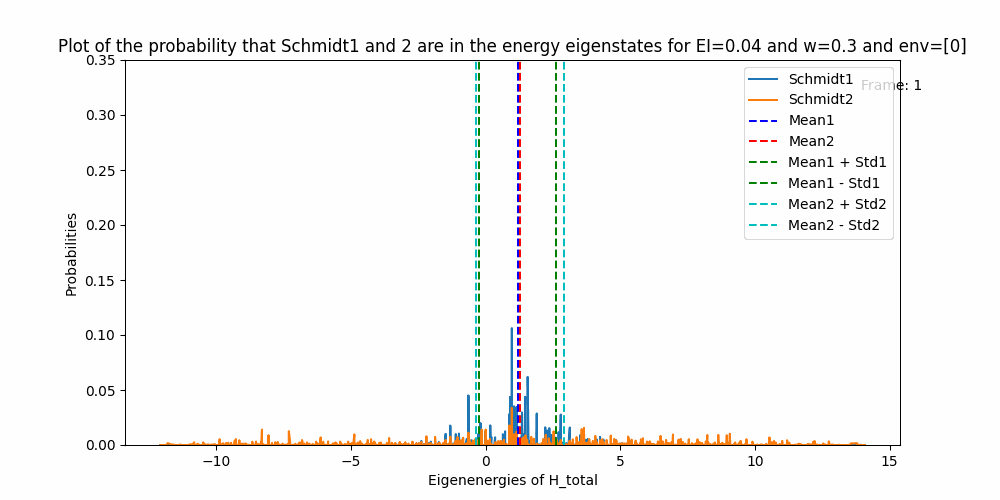 Plot of the probability that Schmidt1 and 2 are in the energy eigenstates for EI=0.04 and w=0.3 and env=[0]
Frame: 1
Schmidt1
Schmidt2
Mean1
Mean2
Mean1 + Std1
Mean1 - Std1
Mean2 + Std2
Mean2 - Std2
Probabilities
0.35
0.30
0.25
0.20
0.15
0.10
0.05
0.00
−10
−5
0
5
10
15
Eigenenergies of H_total